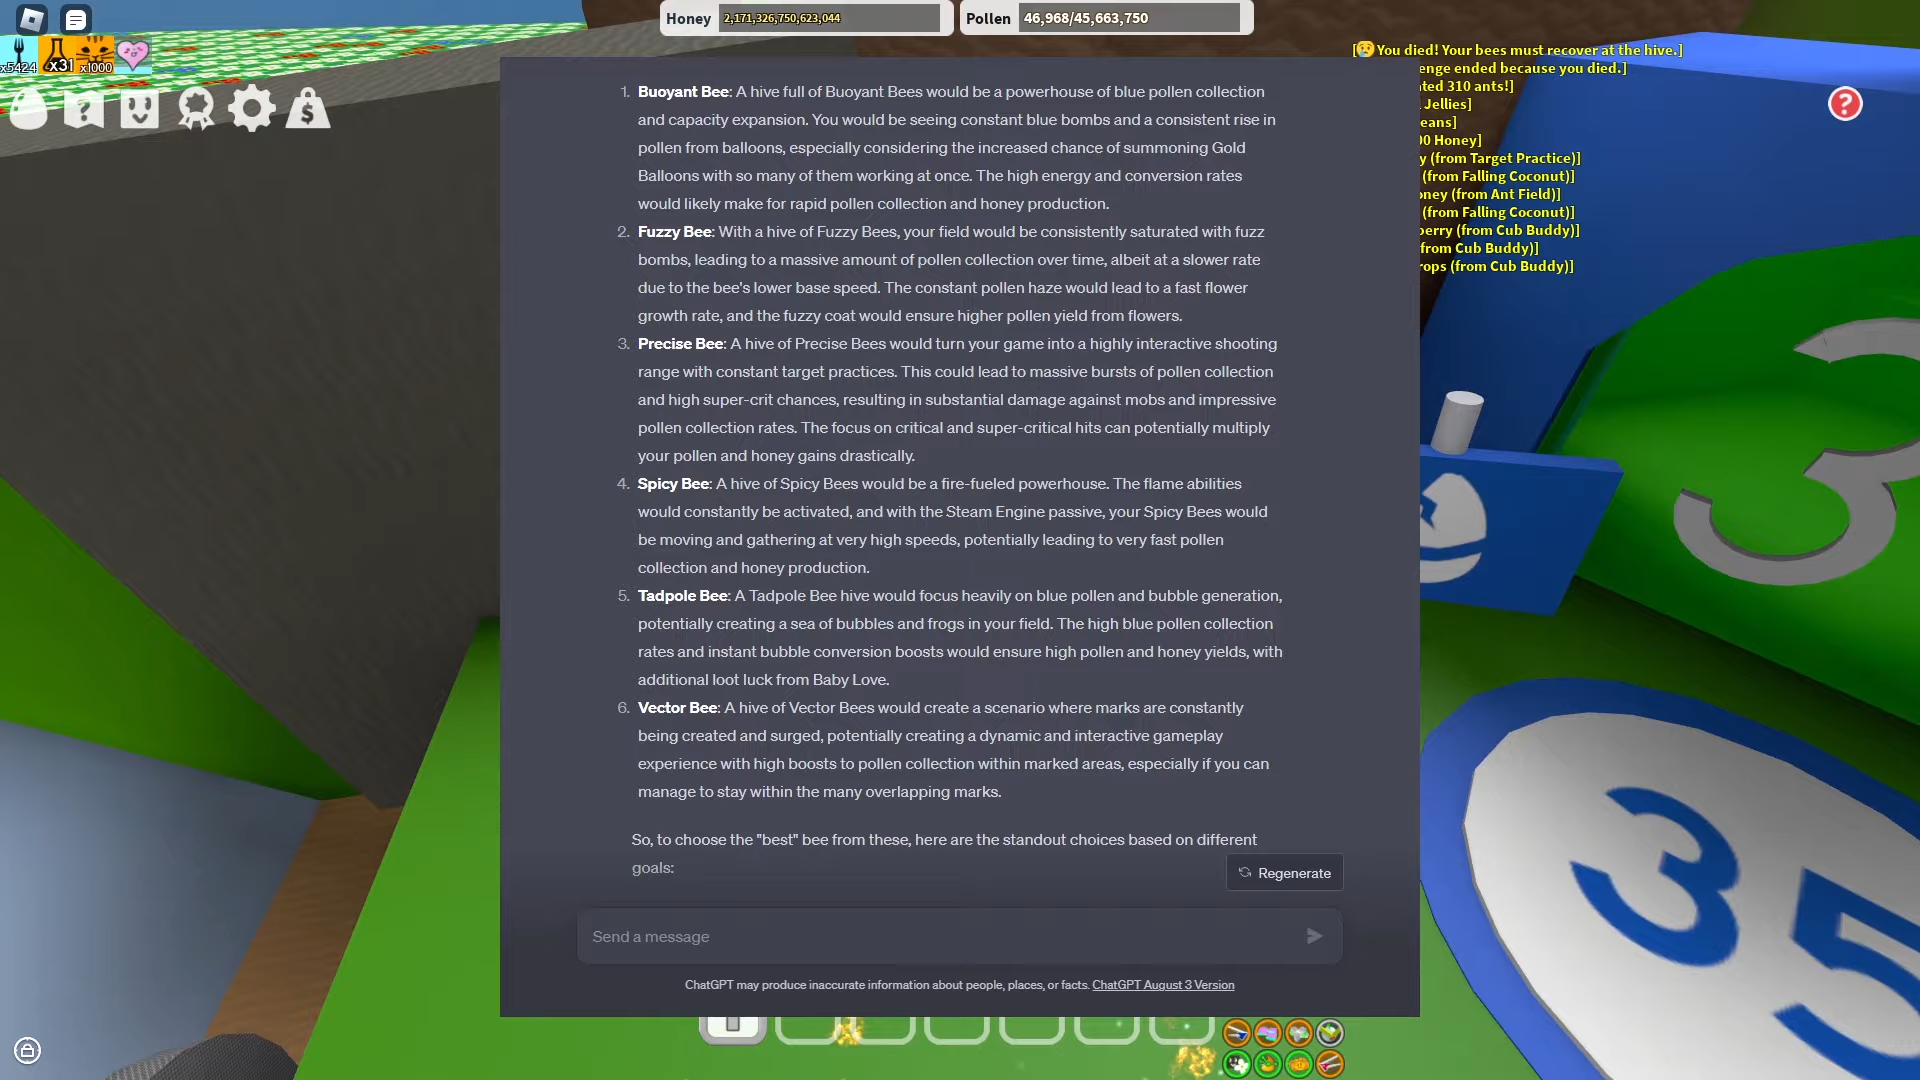 Honey 2,171,326,750,623,044
Pollen 46,968/45,663,750
x5424 x31 x1000
[😢You died! Your bees must recover at the hive.]
enge ended because you died.]
ted 310 ants!]
Jellies]
eans]
00 Honey]
y (from Target Practice)]
(from Falling Coconut)]
oney (from Ant Field)]
(from Falling Coconut)]
berry (from Cub Buddy)]
from Cub Buddy)]
rops (from Cub Buddy)]
?
1. Buoyant Bee: A hive full of Buoyant Bees would be a powerhouse of blue pollen collection
and capacity expansion. You would be seeing constant blue bombs and a consistent rise in
pollen from balloons, especially considering the increased chance of summoning Gold
Balloons with so many of them working at once. The high energy and conversion rates
would likely make for rapid pollen collection and honey production.
2. Fuzzy Bee: With a hive of Fuzzy Bees, your field would be consistently saturated with fuzz
bombs, leading to a massive amount of pollen collection over time, albeit at a slower rate
due to the bee's lower base speed. The constant pollen haze would lead to a fast flower
growth rate, and the fuzzy coat would ensure higher pollen yield from flowers.
3. Precise Bee: A hive of Precise Bees would turn your game into a highly interactive shooting
range with constant target practices. This could lead to massive bursts of pollen collection
and high super-crit chances, resulting in substantial damage against mobs and impressive
pollen collection rates. The focus on critical and super-critical hits can potentially multiply
your pollen and honey gains drastically.
4. Spicy Bee: A hive of Spicy Bees would be a fire-fueled powerhouse. The flame abilities
would constantly be activated, and with the Steam Engine passive, your Spicy Bees would
be moving and gathering at very high speeds, potentially leading to very fast pollen
collection and honey production.
5. Tadpole Bee: A Tadpole Bee hive would focus heavily on blue pollen and bubble generation,
potentially creating a sea of bubbles and frogs in your field. The high blue pollen collection
rates and instant bubble conversion boosts would ensure high pollen and honey yields, with
additional loot luck from Baby Love.
6. Vector Bee: A hive of Vector Bees would create a scenario where marks are constantly
being created and surged, potentially creating a dynamic and interactive gameplay
experience with high boosts to pollen collection within marked areas, especially if you can
manage to stay within the many overlapping marks.
So, to choose the "best" bee from these, here are the standout choices based on different
goals:
Regenerate
Send a message
ChatGPT may produce inaccurate information about people, places, or facts. ChatGPT August 3 Version
3
35